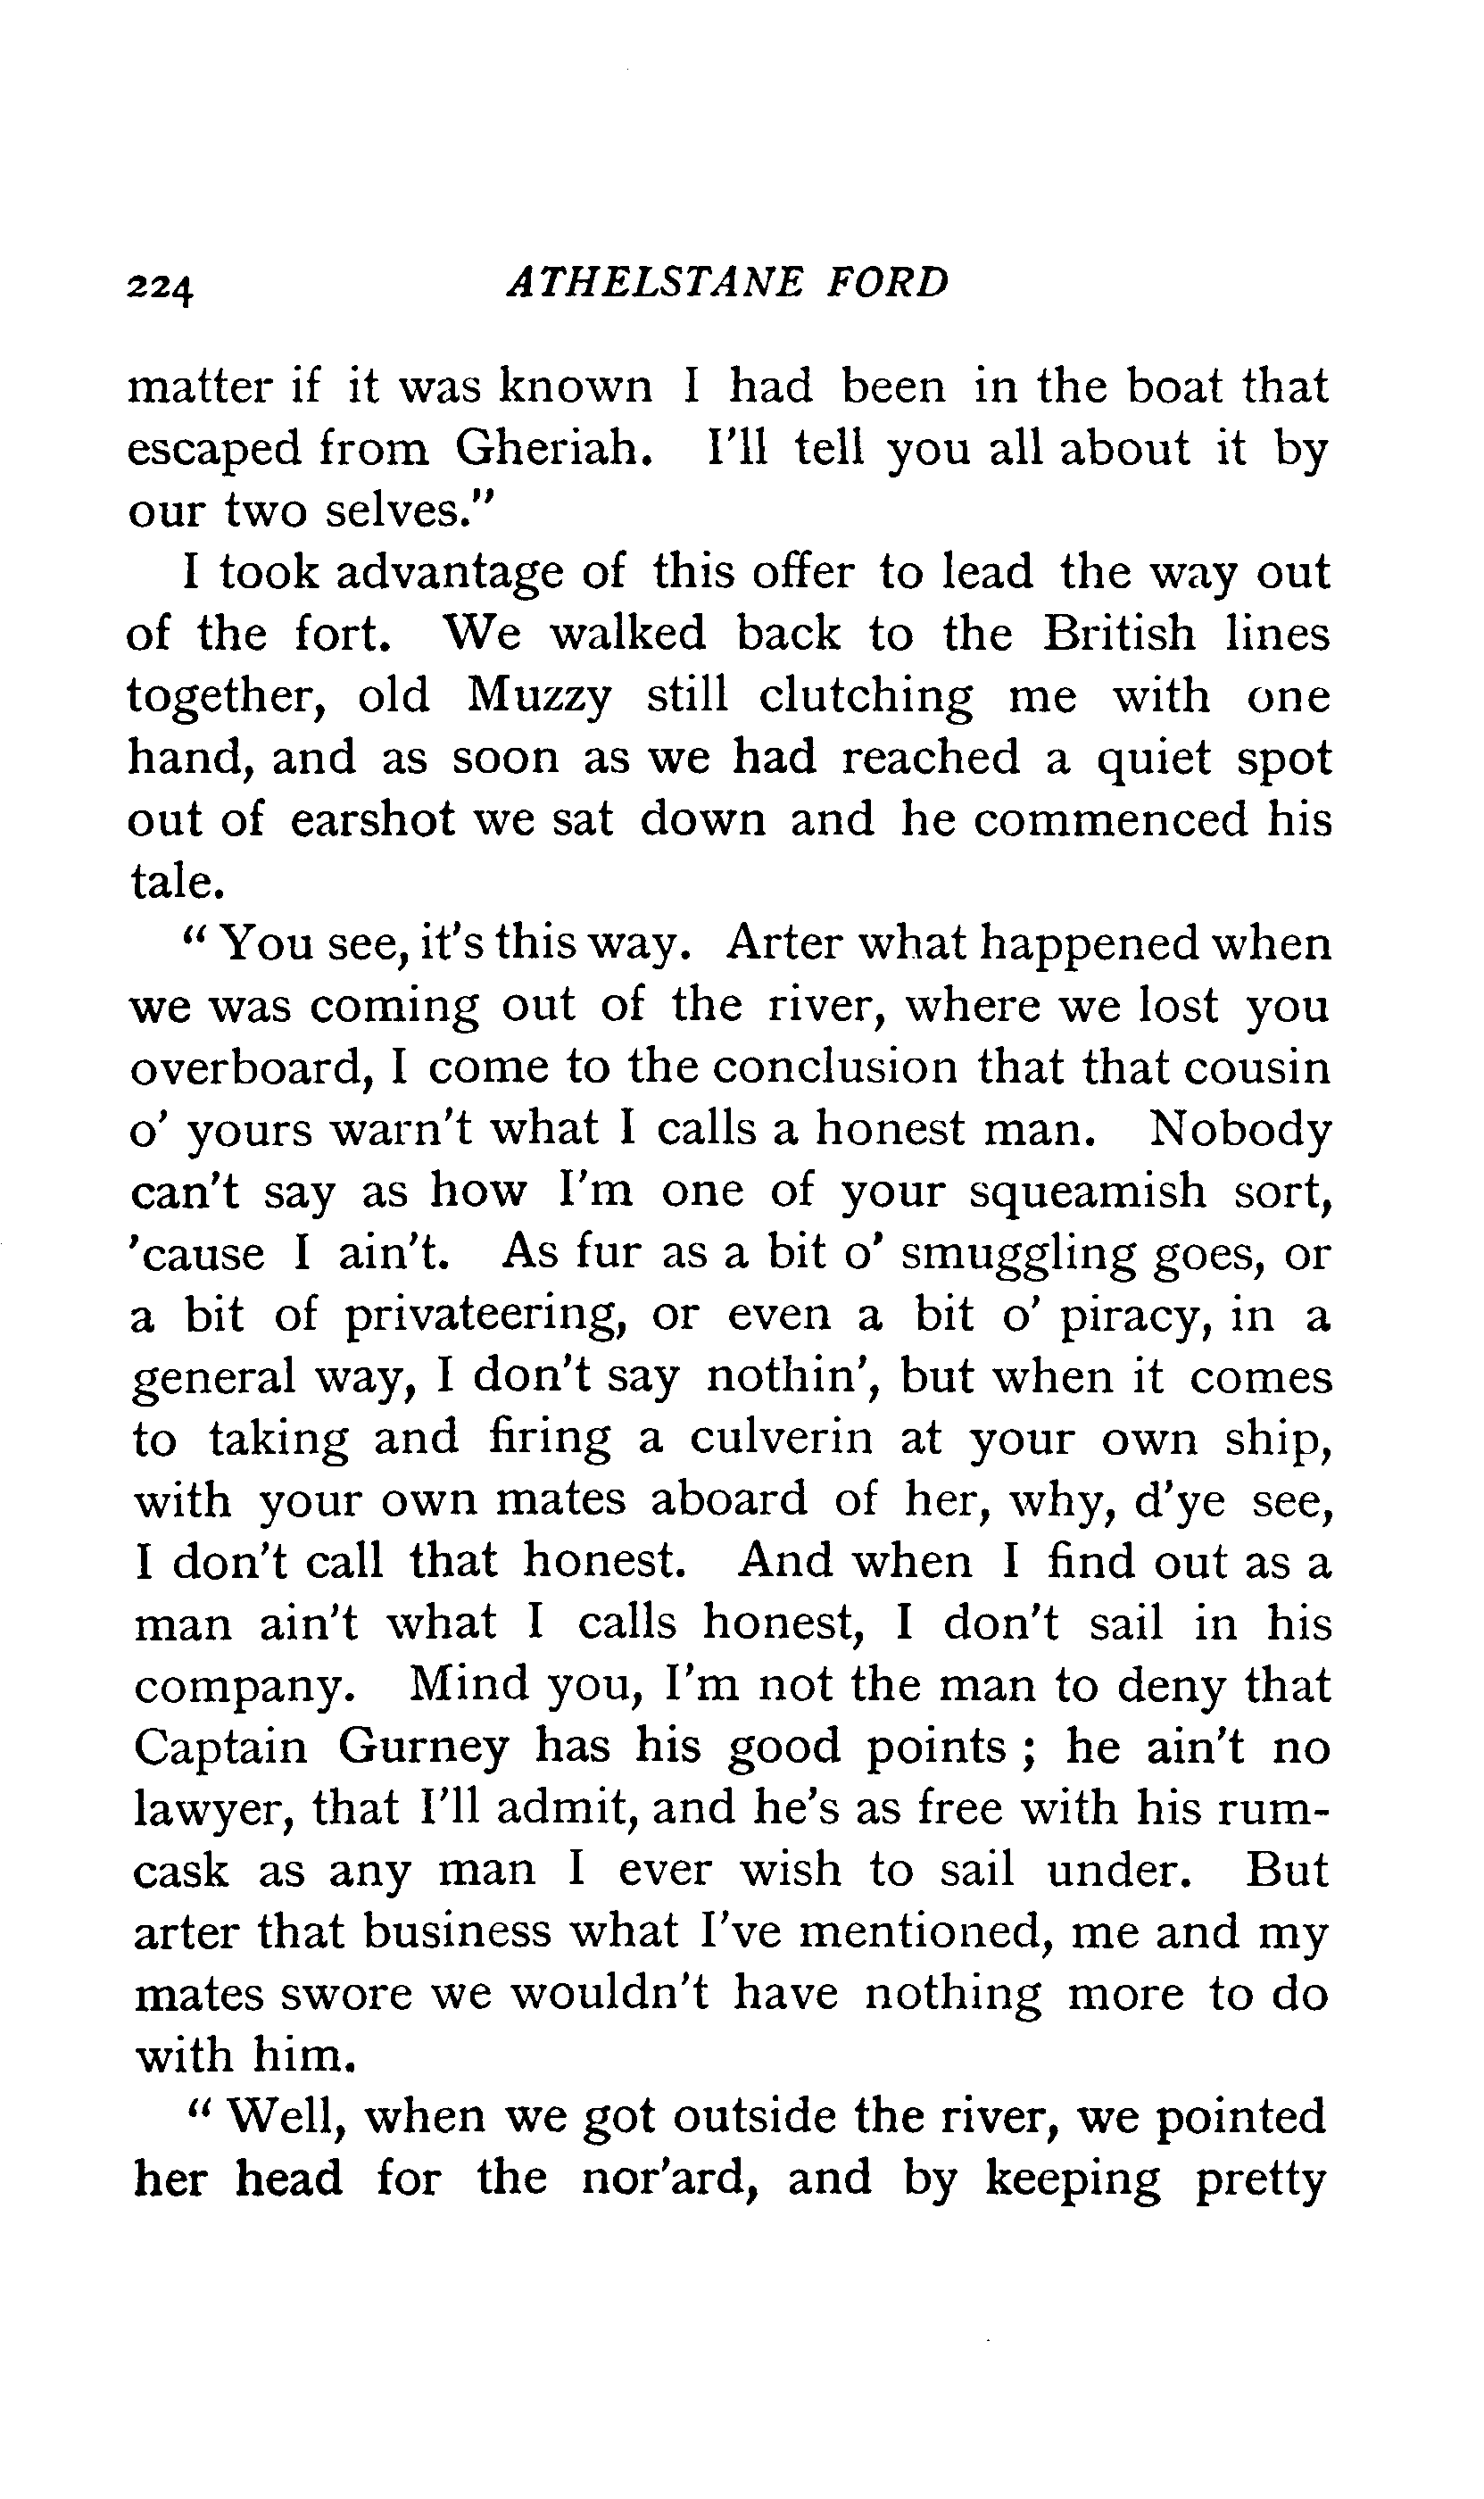 224 ATHELSTANE FORD
matter if it was known I had been in the boat that
escaped from Gheriah. I'll tell you all about it by
our two selves."
I took advantage of this offer to lead the way out
of the fort. We walked back to the British lines
together, old Muzzy still clutching me with one
hand, and as soon as we had reached a quiet spot
out of earshot we sat down and he commenced his
tale.
" You see, it's this way. Arter what happened when
we was coming out of the river, where we lost you
overboard, I come to the conclusion that that cousin
o' yours warn't what I calls a honest man. Nobody
can't say as how I'm one of your squeamish sort,
'cause I ain't. As fur as a bit o' smuggling goes, or
a bit of privateering, or even a bit o' piracy, in a
general way, I don't say nothin', but when it comes
to taking and firing a culverin at your own ship,
with your own mates aboard of her, why, d'ye see,
I don't call that honest. And when I find out as a
man ain't what I calls honest, I don't sail in his
company. Mind you, I'm not the man to deny that
Captain Gurney has his good points ; he ain't no
lawyer, that I'll admit, and he's as free with his rum-
cask as any man I ever wish to sail under. But
arter that business what I've mentioned, me and my
mates swore we wouldn't have nothing more to do
with him.
" Well, when we got outside the river, we pointed
her head for the nor'ard, and by keeping pretty